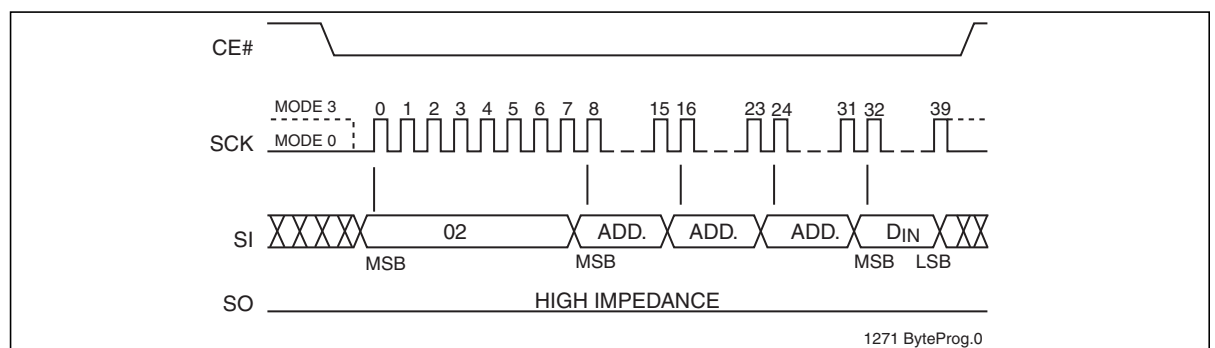 CE#
MODE 3
0 1 2 3 4 5 6 7 8 15 16 23 24 31 32 39
SCK
MODE 0
SI
02 ADD. ADD. ADD. DIN
MSB MSB MSB LSB
SO
HIGH IMPEDANCE
1271 ByteProg.0